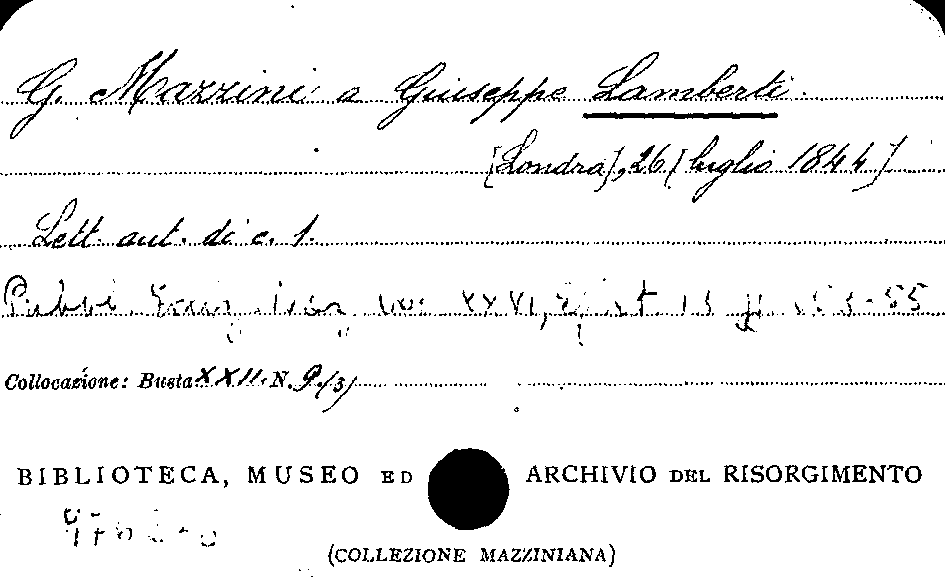 G. Mazzini a Giuseppe Lamberti.
[Londra], 26 [luglio 1844]
Lett. aut. di c. 1.
XXVI,
Collocazione: Busta XXII. N. 9/(3)
BIBLIOTECA, MUSEO ED ARCHIVIO DEL RISORGIMENTO
(COLLEZIONE MAZZINIANA)